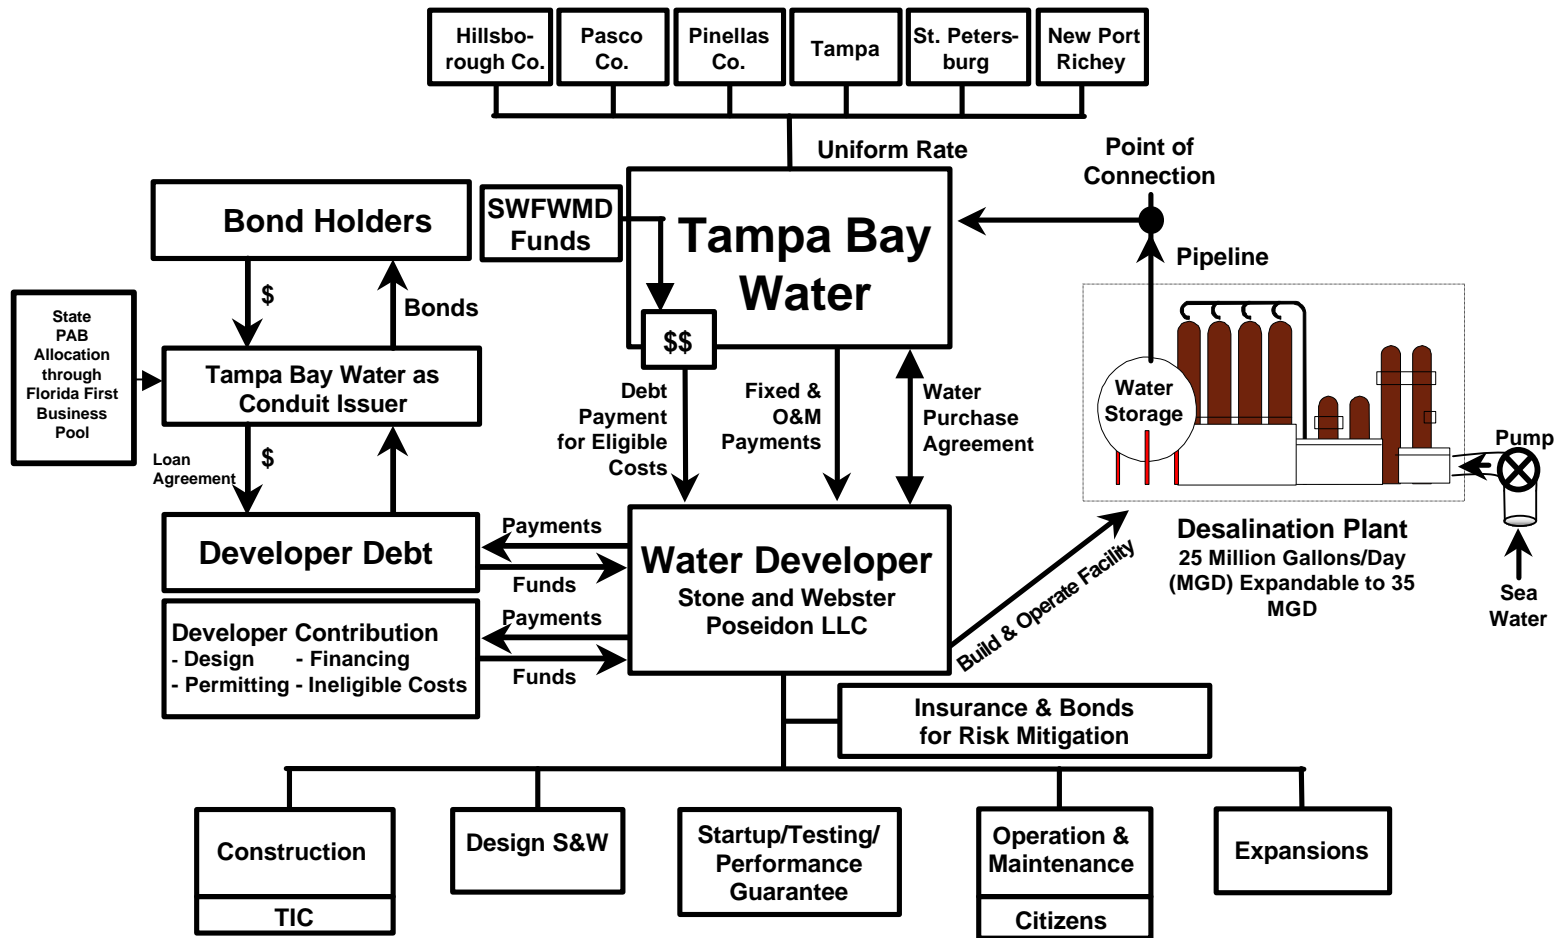 Hillsbo-
rough Co.
Pasco
Co.
Pinellas
Co.
Tampa
St. Peters-
burg
New Port
Richey
Uniform Rate
Point of
Connection
Bond Holders
SWFWMD
Funds
Tampa Bay
Water
Pipeline
$
Bonds
State
PAB
Allocation
through
Florida First
Business
Pool
$$
Tampa Bay Water as
Conduit Issuer
Debt
Payment
for Eligible
Costs
Fixed &
O&M
Payments
Water
Purchase
Agreement
Water
Storage
Pump
Loan
Agreement
$
Developer Debt
Payments
Funds
Water Developer
Stone and Webster
Poseidon LLC
Build & Operate Facility
Desalination Plant
25 Million Gallons/Day
(MGD) Expandable to 35
MGD
Sea
Water
Developer Contribution
- Design - Financing
- Permitting - Ineligible Costs
Payments
Funds
Insurance & Bonds
for Risk Mitigation
Construction
TIC
Design S&W
Startup/Testing/
Performance
Guarantee
Operation &
Maintenance
Citizens
Expansions